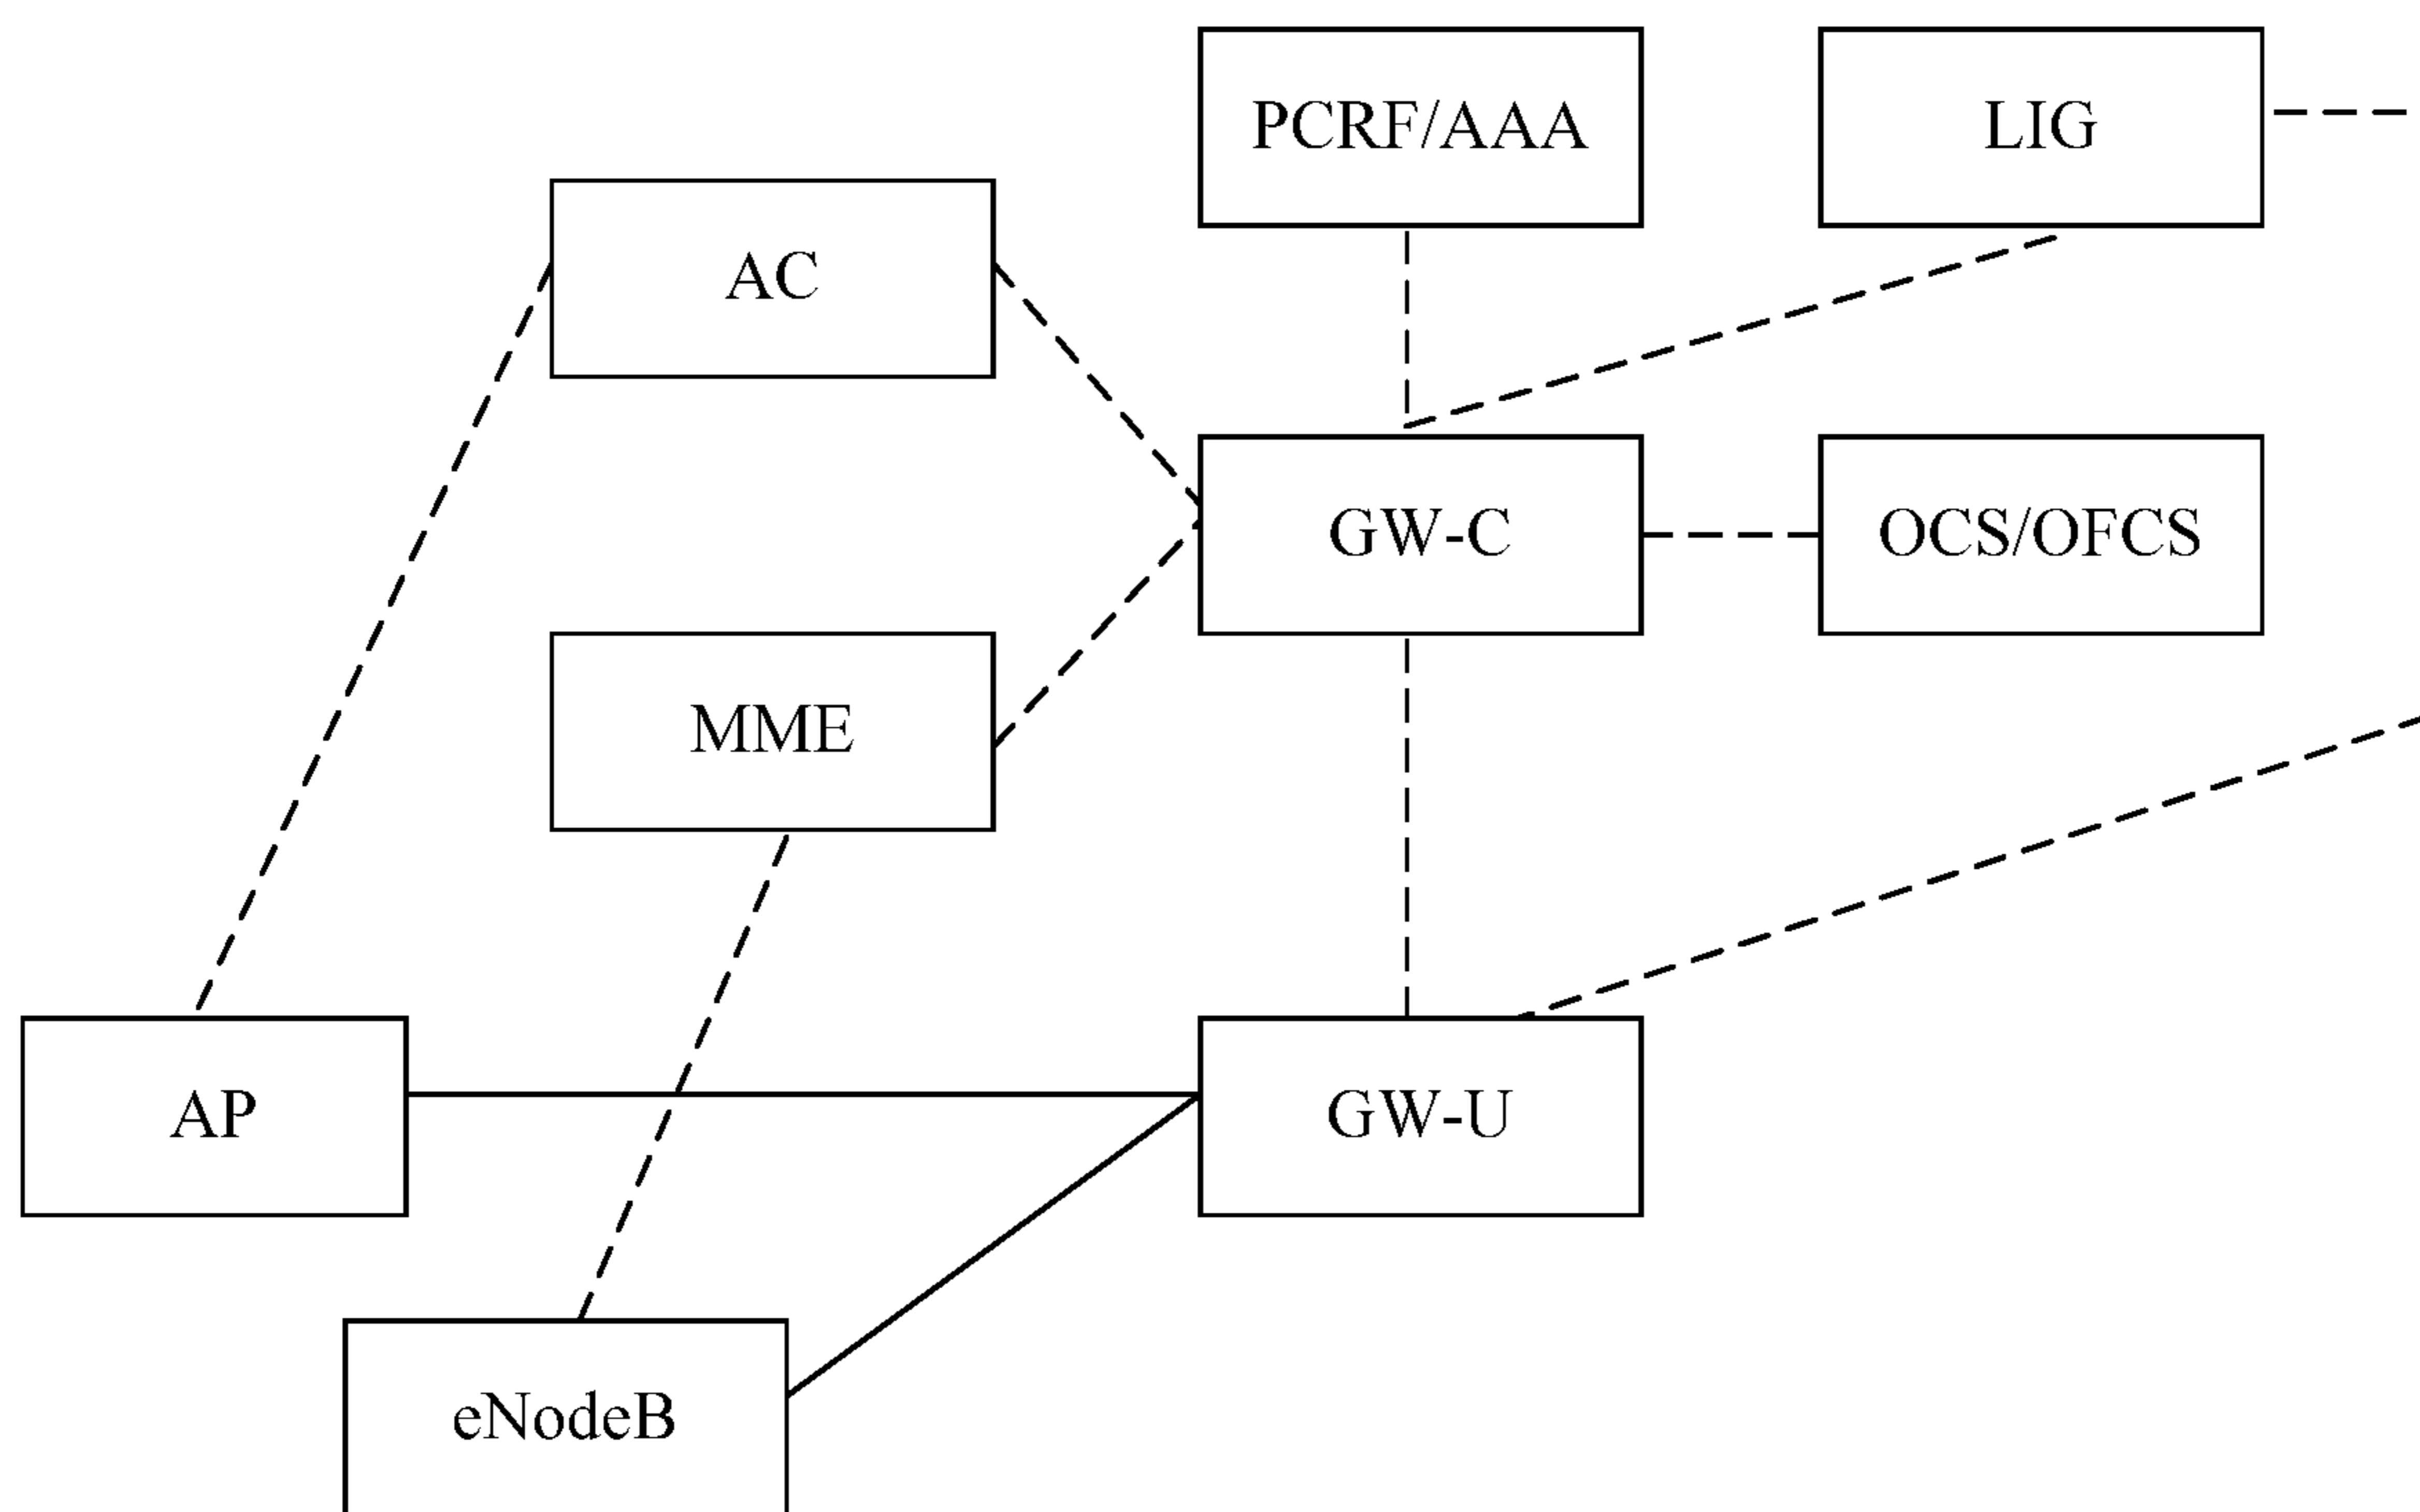 PCRF/AAA
LIG
AC
GW-C
OCS/OFCS
MME
AP
GW-U
eNodeB